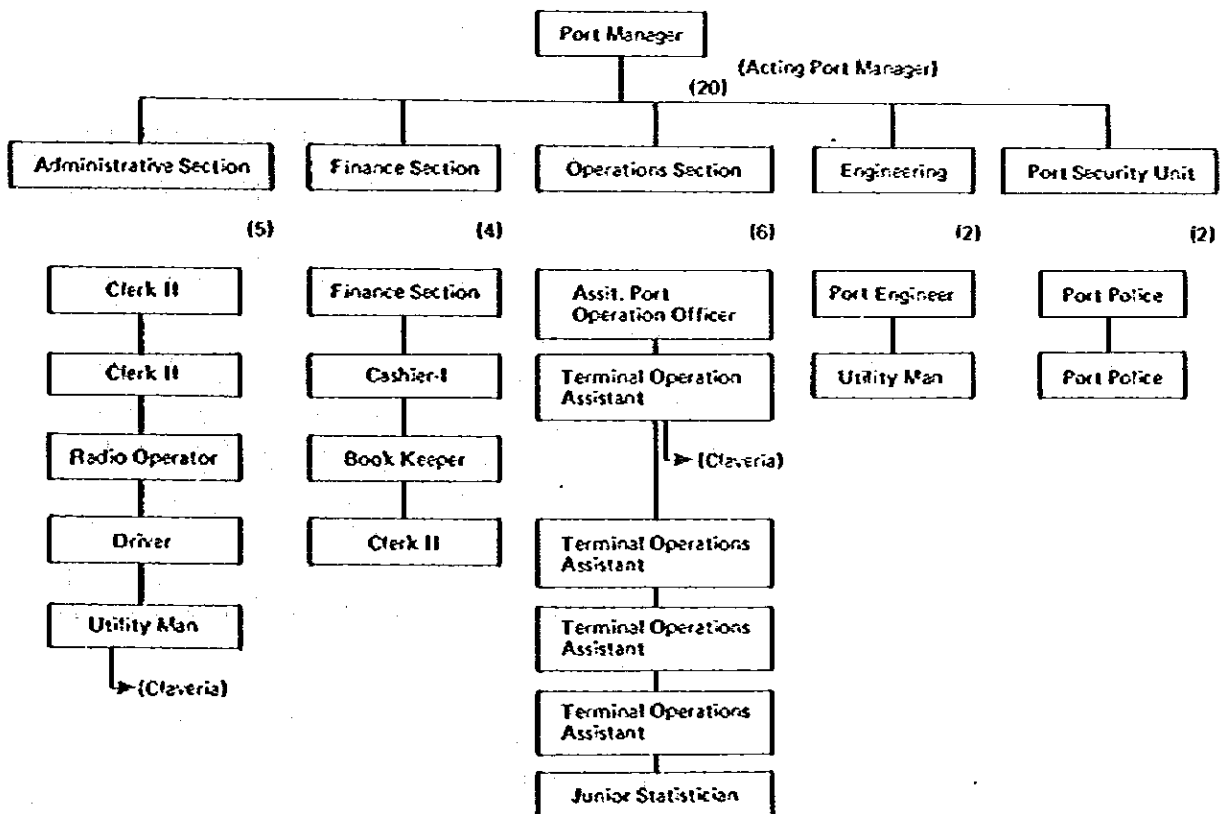 Port Manager
(Acting Port Manager)
(20)
Administrative Section
Finance Section
Operations Section
Engineering
Port Security Unit
(5)
(4)
(6)
(2)
(2)
Clerk II
Clerk II
Radio Operator
Driver
Utility Man
(Claveria)
Finance Section
Cashier-I
Book Keeper
Clerk II
Assit. Port
Operation Officer
Terminal Operation
Assistant
(Claveria)
Terminal Operations
Assistant
Terminal Operations
Assistant
Terminal Operations
Assistant
Junior Statistician
Port Engineer
Utility Man
Port Police
Port Police